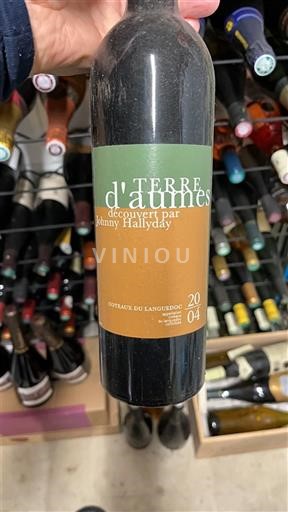 TERRE
d'aumes
découvert par
Johnny Hallyday
VINIOU
COTEAUX DU LANGUEDOC
20
04